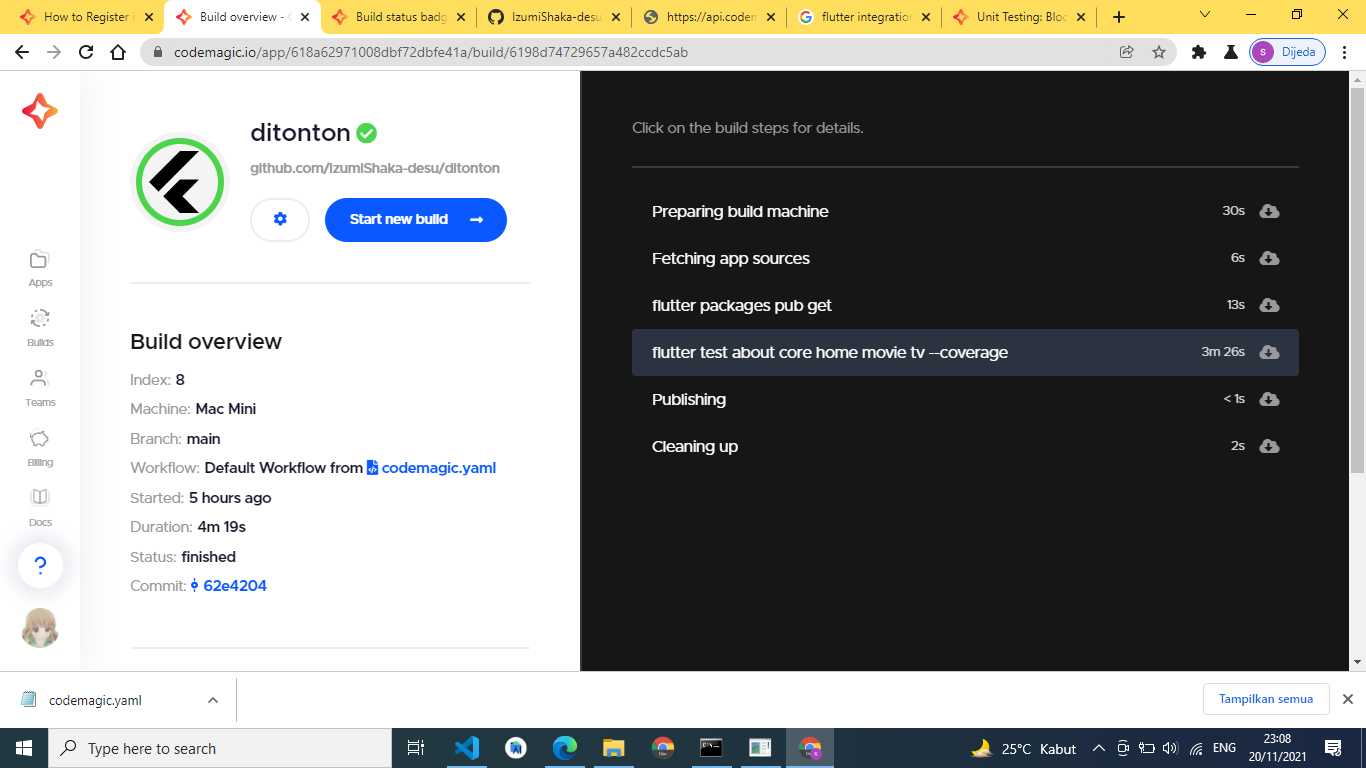 How to Register i
Build overview - C
Build status badg
IzumiShaka-desu
https://api.codem
flutter integration
Unit Testing: Bloc
codemagic.io/app/618a62971008dbf72dbfe41a/build/6198d74729657a482ccdc5ab
s
Dijeda
Apps
Builds
Teams
Billing
Docs
?
ditonton
github.com/IzumiShaka-desu/ditonton
Start new build
Build overview
Index: 8
Machine: Mac Mini
Branch: main
Workflow: Default Workflow from codemagic.yaml
Started: 5 hours ago
Duration: 4m 19s
Status: finished
Commit: 62e4204
Click on the build steps for details.
Preparing build machine 30s
Fetching app sources 6s
flutter packages pub get 13s
flutter test about core home movie tv --coverage 3m 26s
Publishing < 1s
Cleaning up 2s
codemagic.yaml
Tampilkan semua
Type here to search
25°C Kabut
ENG
23:08
20/11/2021